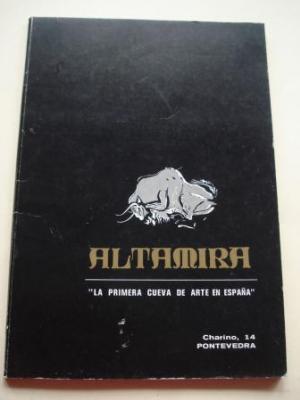 ALTAMIRA
"LA PRIMERA CUEVA DE ARTE EN ESPAÑA"
Charino, 14
PONTEVEDRA